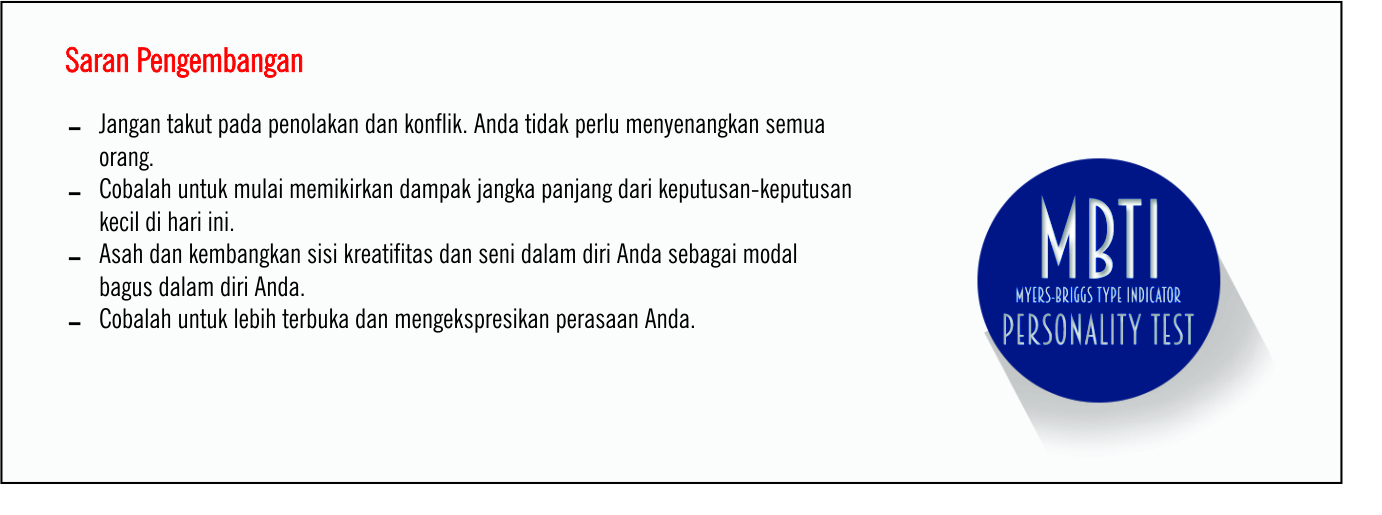 Saran Pengembangan
- Jangan takut pada penolakan dan konflik. Anda tidak perlu menyenangkan semua
orang.
- Cobalah untuk mulai memikirkan dampak jangka panjang dari keputusan-keputusan
kecil di hari ini.
- Asah dan kembangkan sisi kreatifitas dan seni dalam diri Anda sebagai modal
bagus dalam diri Anda.
- Cobalah untuk lebih terbuka dan mengekspresikan perasaan Anda.
MBTI
MYERS-BRIGGS TYPE INDICATOR
PERSONALITY TEST